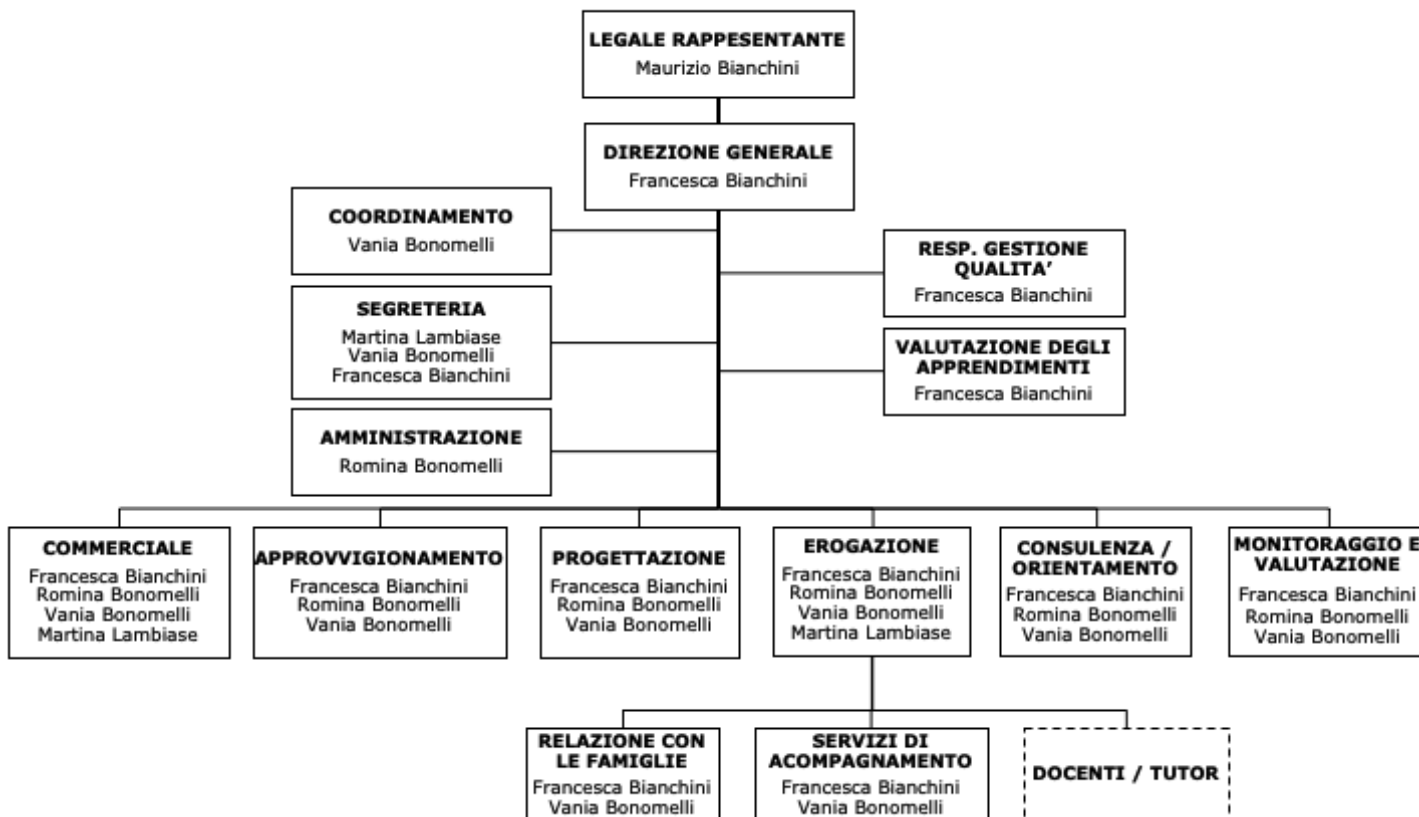 LEGALE RAPPESENTANTE
Maurizio Bianchini
DIREZIONE GENERALE
Francesca Bianchini
COORDINAMENTO
Vania Bonomelli
RESP. GESTIONE
QUALITA’
Francesca Bianchini
SEGRETERIA
Martina Lambiase
Vania Bonomelli
Francesca Bianchini
VALUTAZIONE DEGLI
APPRENDIMENTI
Francesca Bianchini
AMMINISTRAZIONE
Romina Bonomelli
COMMERCIALE
Francesca Bianchini
Romina Bonomelli
Vania Bonomelli
Martina Lambiase
APPROVVIGIONAMENTO
Francesca Bianchini
Romina Bonomelli
Vania Bonomelli
PROGETTAZIONE
Francesca Bianchini
Romina Bonomelli
Vania Bonomelli
EROGAZIONE
Francesca Bianchini
Romina Bonomelli
Vania Bonomelli
Martina Lambiase
CONSULENZA /
ORIENTAMENTO
Francesca Bianchini
Romina Bonomelli
Vania Bonomelli
MONITORAGGIO E
VALUTAZIONE
Francesca Bianchini
Romina Bonomelli
Vania Bonomelli
RELAZIONE CON
LE FAMIGLIE
Francesca Bianchini
Vania Bonomelli
SERVIZI DI
ACOMPAGNAMENTO
Francesca Bianchini
Vania Bonomelli
DOCENTI / TUTOR